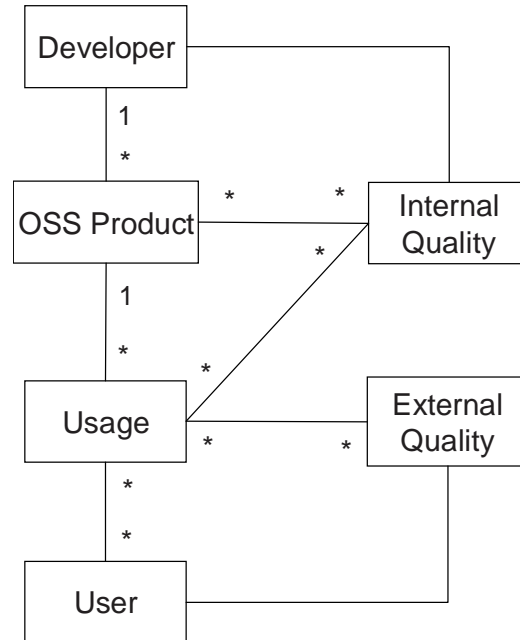 Developer
1
*
OSS Product
*
*
Internal
Quality
*
1
*
*
Usage
*
*
External
Quality
*
*
User